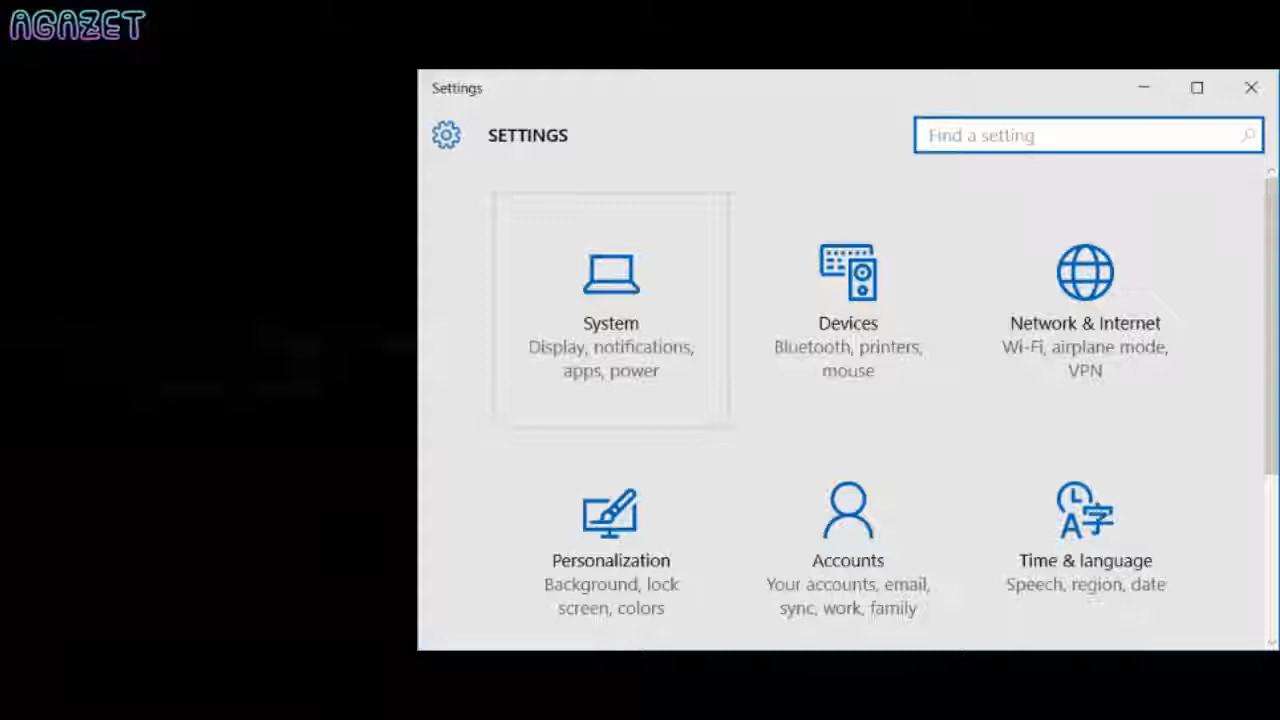 AGAZET
Settings
SETTINGS
Find a setting
System
Display, notifications,
apps, power
Devices
Bluetooth, printers,
mouse
Network & Internet
Wi-Fi, airplane mode,
VPN
Personalization
Background, lock
screen, colors
Accounts
Your accounts, email,
sync, work, family
Time & language
Speech, region, date